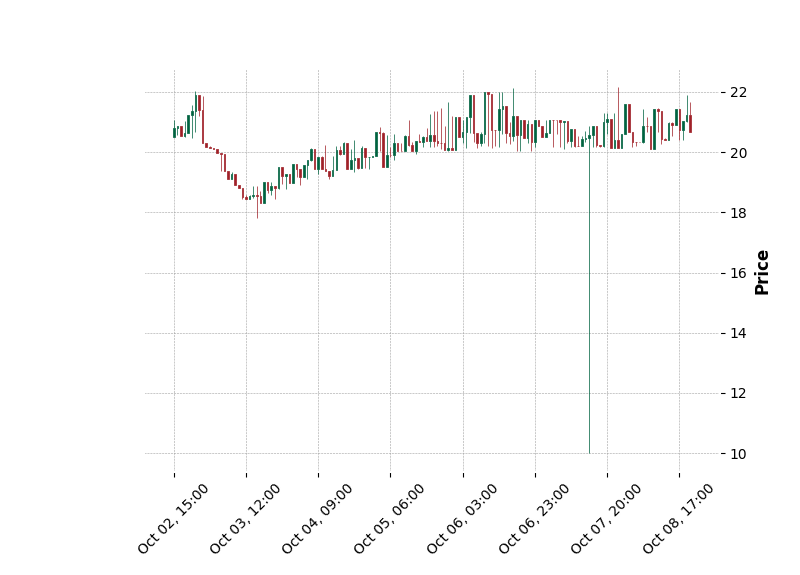 22
20
18
16
14
12
10
Price
Oct 02, 15:00
Oct 03, 12:00
Oct 04, 09:00
Oct 05, 06:00
Oct 06, 03:00
Oct 06, 23:00
Oct 07, 20:00
Oct 08, 17:00